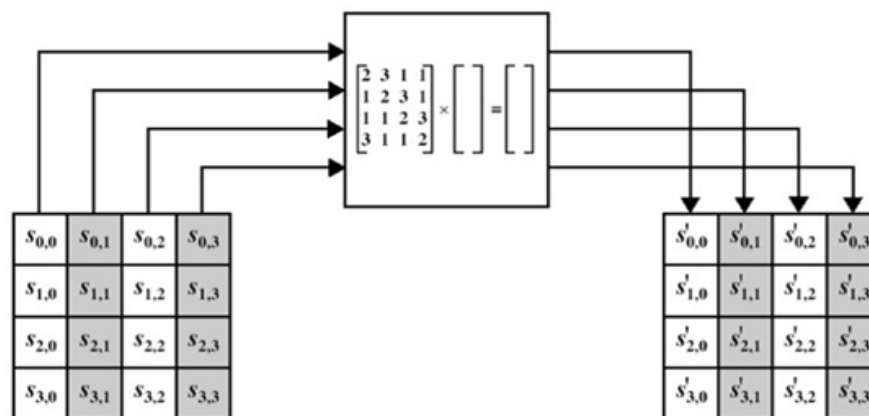 2 3 1 1
1 2 3 1
1 1 2 3
3 1 1 2
× =
s0,0 s0,1 s0,2 s0,3
s1,0 s1,1 s1,2 s1,3
s2,0 s2,1 s2,2 s2,3
s3,0 s3,1 s3,2 s3,3
s'0,0 s'0,1 s'0,2 s'0,3
s'1,0 s'1,1 s'1,2 s'1,3
s'2,0 s'2,1 s'2,2 s'2,3
s'3,0 s'3,1 s'3,2 s'3,3